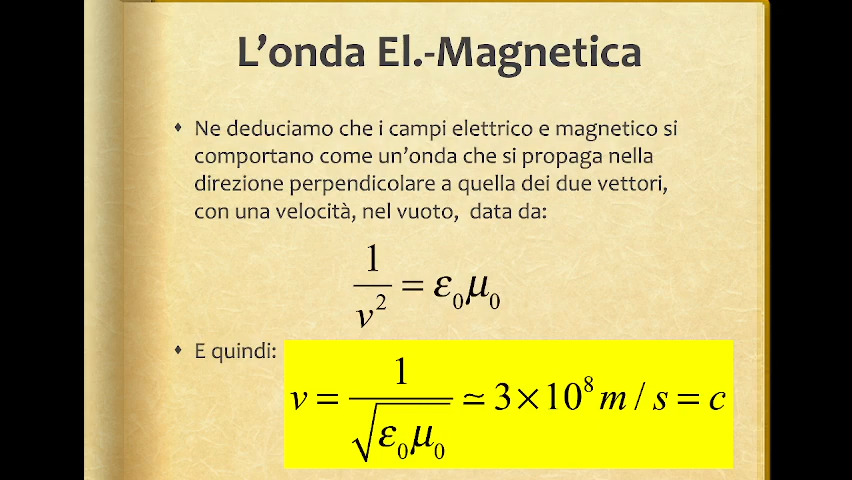 L’onda El.-Magnetica
Ne deduciamo che i campi elettrico e magnetico si
comportano come un’onda che si propaga nella
direzione perpendicolare a quella dei due vettori,
con una velocità, nel vuoto, data da:
1/v² = ε₀μ₀
E quindi:
v = 1/√(ε₀μ₀) ≃ 3×10⁸ m / s = c